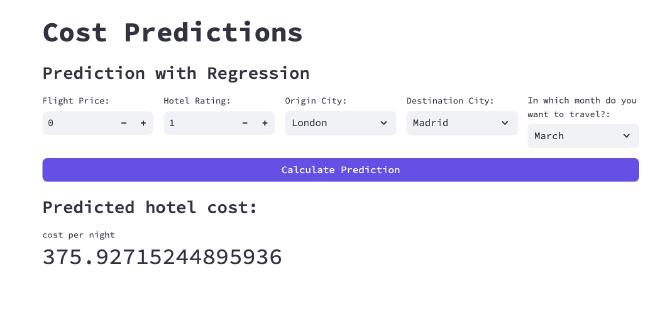 Cost Predictions
Prediction with Regression
Flight Price:
0 − +
Hotel Rating:
1 − +
Origin City:
London
Destination City:
Madrid
In which month do you
want to travel?:
March
Calculate Prediction
Predicted hotel cost:
cost per night
375.92715244895936